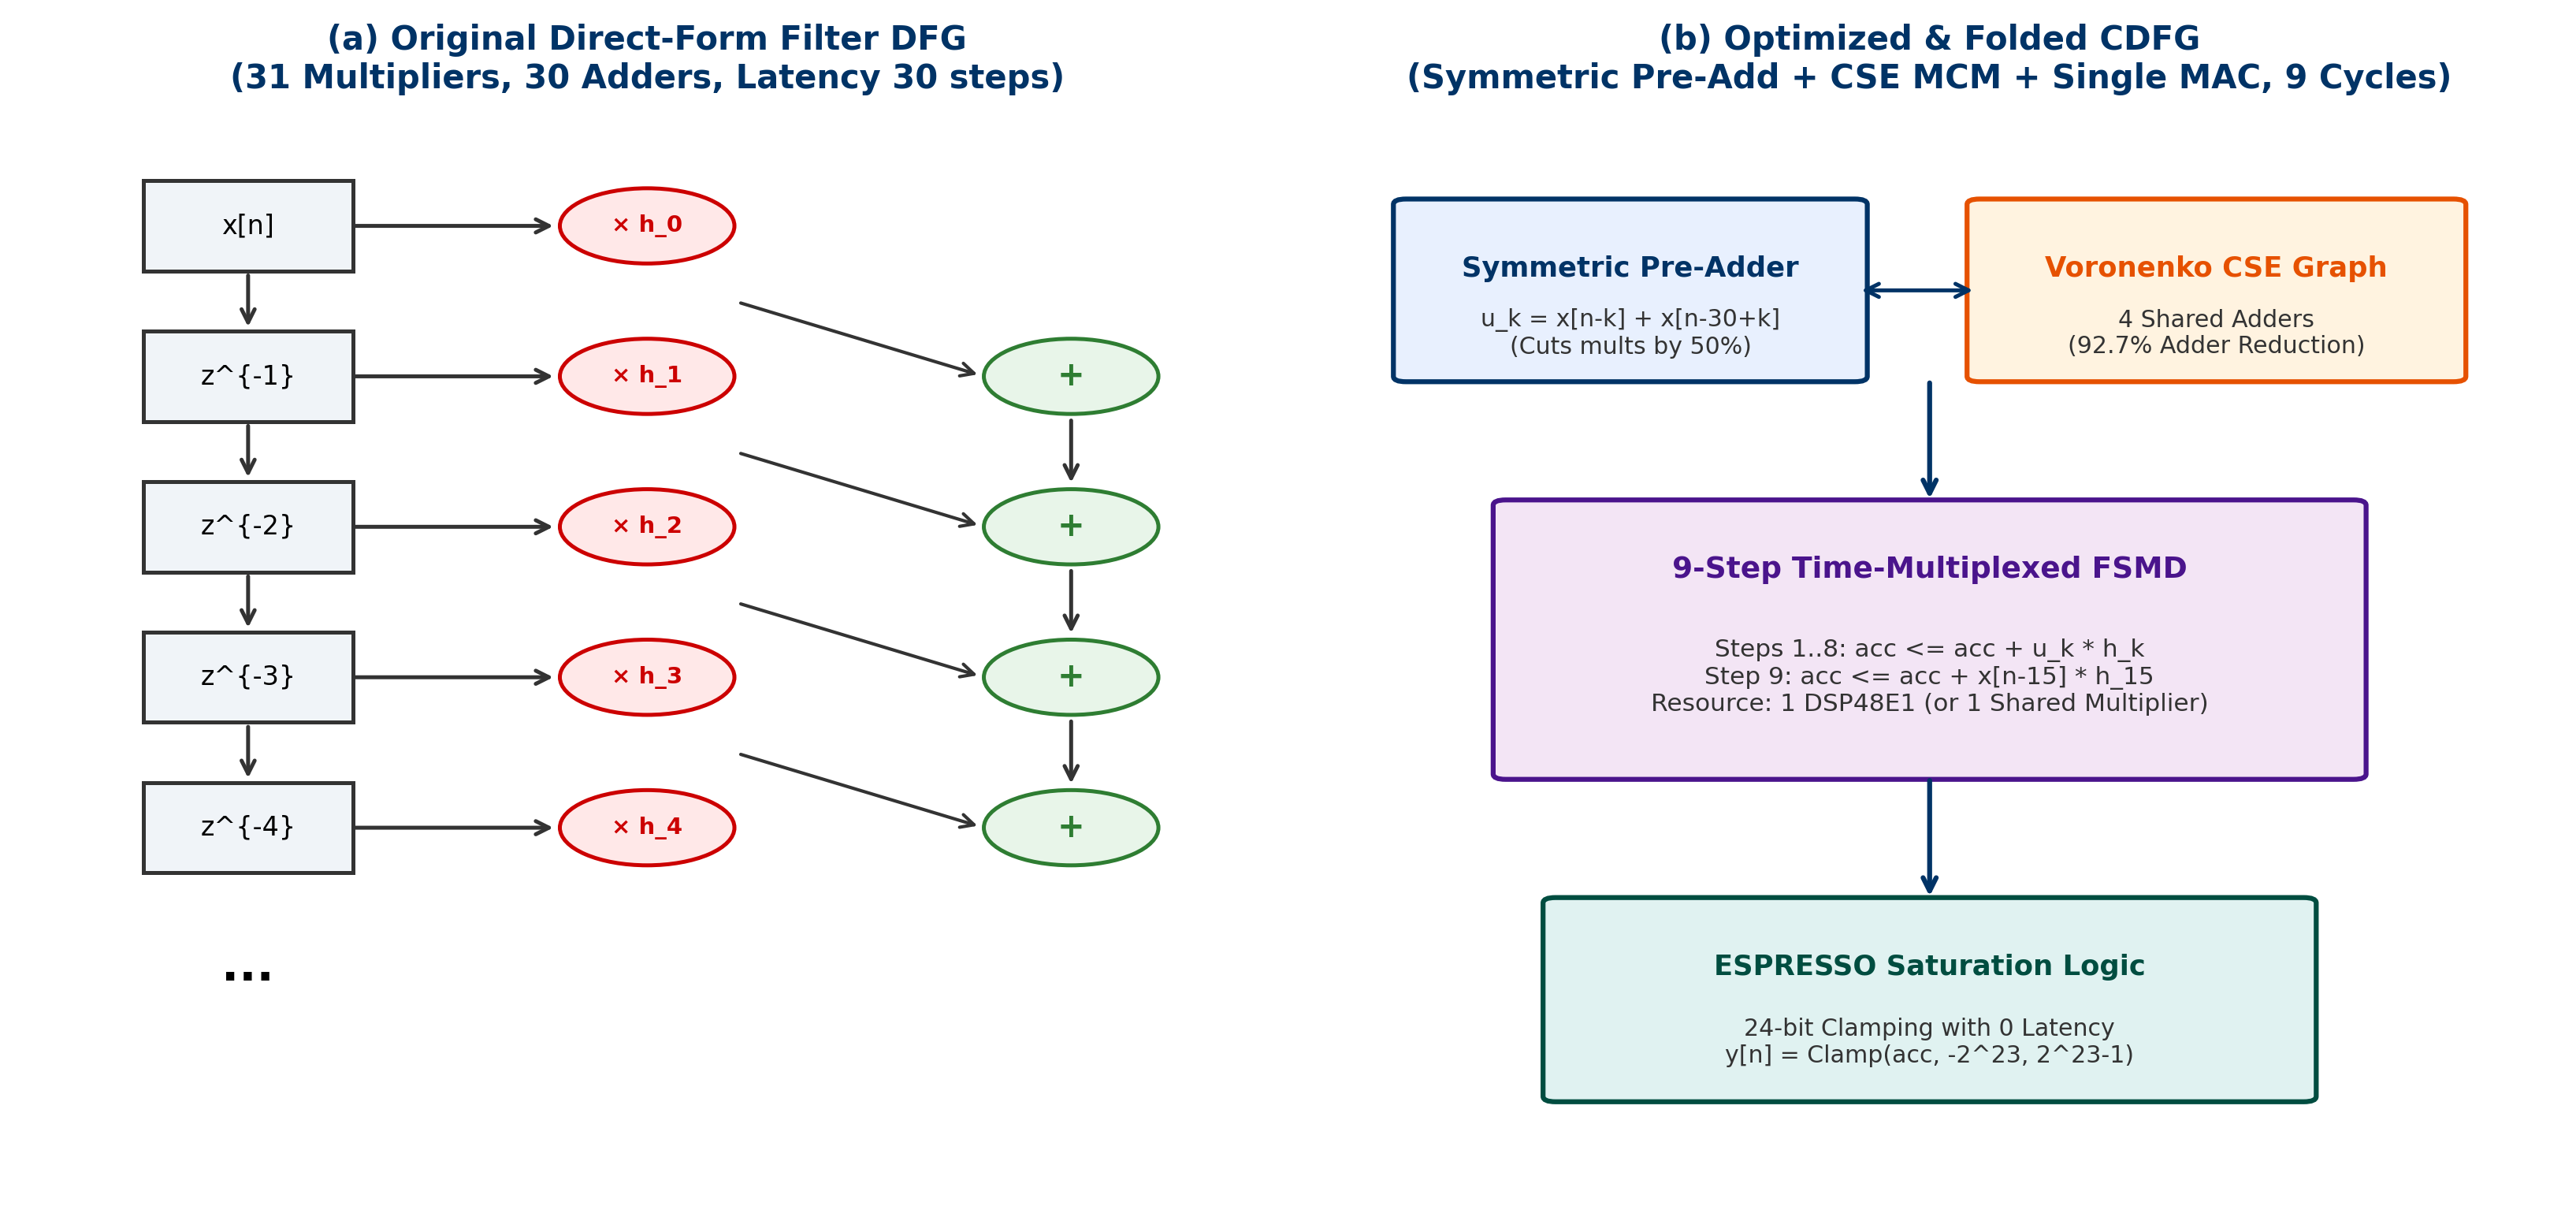 (a) Original Direct-Form Filter DFG
(31 Multipliers, 30 Adders, Latency 30 steps)
x[n]
× h_0
z^{-1}
× h_1
+
z^{-2}
× h_2
+
z^{-3}
× h_3
+
z^{-4}
× h_4
+
...
(b) Optimized & Folded CDFG
(Symmetric Pre-Add + CSE MCM + Single MAC, 9 Cycles)
Symmetric Pre-Adder
u_k = x[n-k] + x[n-30+k]
(Cuts mults by 50%)
Voronenko CSE Graph
4 Shared Adders
(92.7% Adder Reduction)
9-Step Time-Multiplexed FSMD
Steps 1..8: acc <= acc + u_k * h_k
Step 9: acc <= acc + x[n-15] * h_15
Resource: 1 DSP48E1 (or 1 Shared Multiplier)
ESPRESSO Saturation Logic
24-bit Clamping with 0 Latency
y[n] = Clamp(acc, -2^23, 2^23-1)